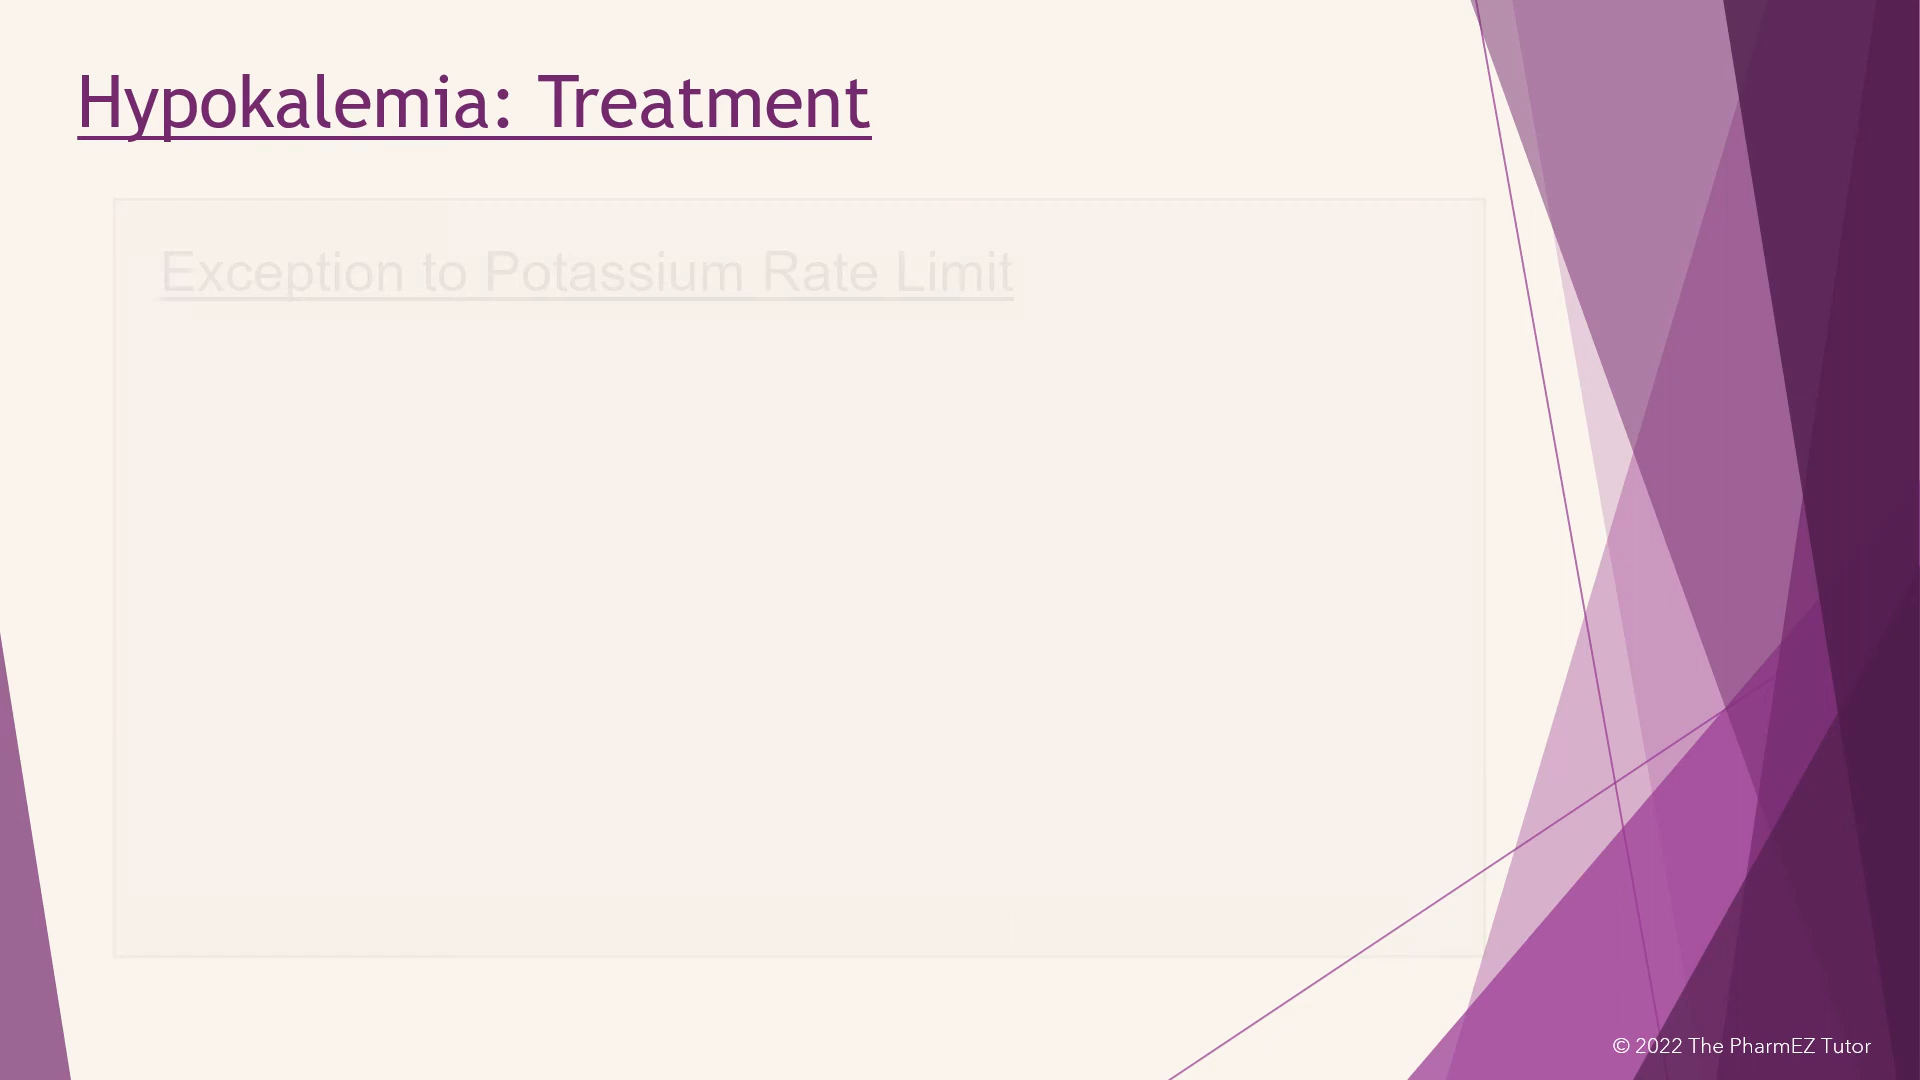 Hypokalemia: Treatment
Exception to Potassium Rate Limit
© 2022 The PharmEZ Tutor